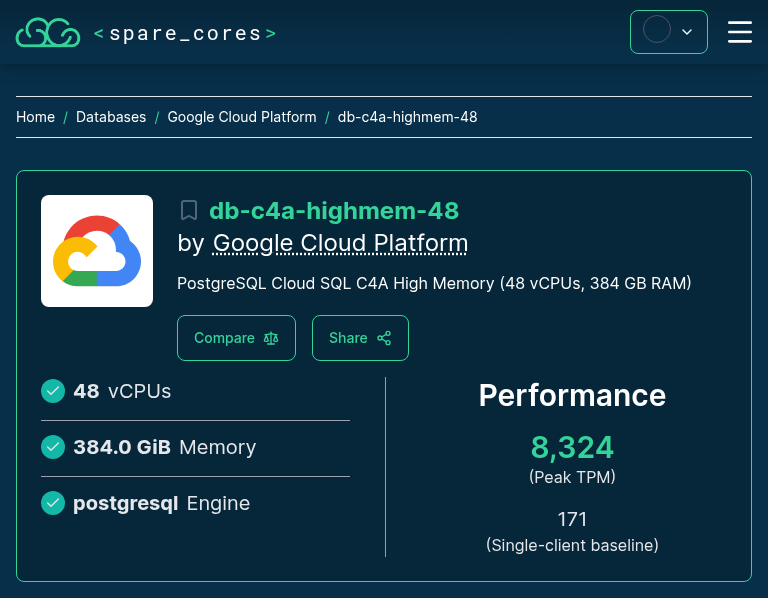 <spare_cores>
Home / Databases / Google Cloud Platform / db-c4a-highmem-48
db-c4a-highmem-48
by Google Cloud Platform
PostgreSQL Cloud SQL C4A High Memory (48 vCPUs, 384 GB RAM)
Compare
Share
48 vCPUs
384.0 GiB Memory
postgresql Engine
Performance
8,324
(Peak TPM)
171
(Single-client baseline)